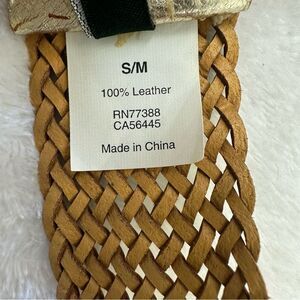 S/M
100% Leather
RN77388
CA56445
Made in China